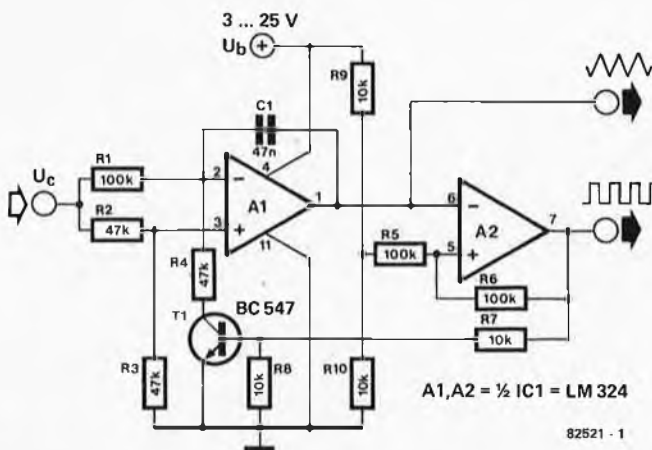 3 ... 25 V
Ub
R9
10k
C1
47n
Uc
R1
100k
2
4
−
A1
1
R2
47k
3
+
11
6
−
A2
7
R5
100k
5
+
R4
47k
R6
100k
BC 547
T1
R7
10k
R3
47k
R8
10k
R10
10k
A1,A2 = ½ IC1 = LM 324
82521 - 1